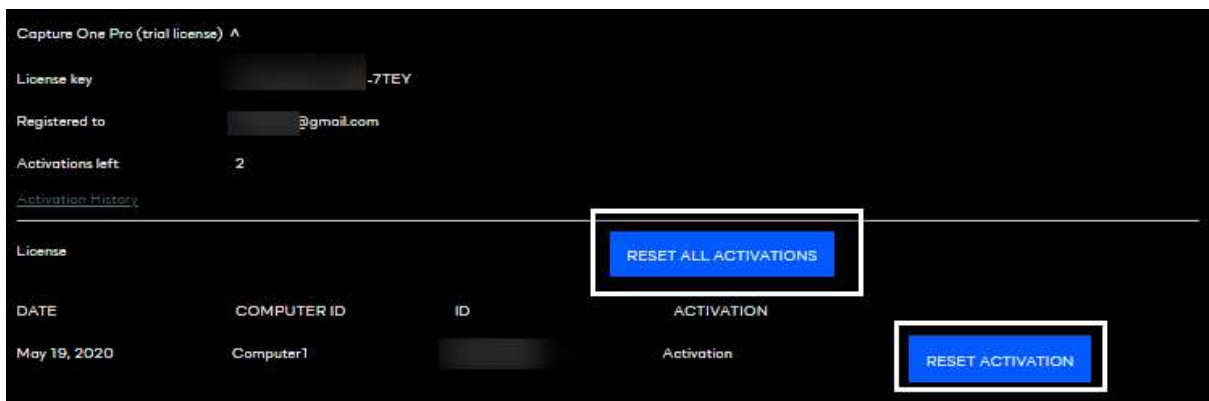 Capture One Pro (trial license) ^
License key -7TEY
Registered to @gmail.com
Activations left 2
Activation History
License RESET ALL ACTIVATIONS
DATE COMPUTER ID ID ACTIVATION
May 19, 2020 Computer1 Activation RESET ACTIVATION